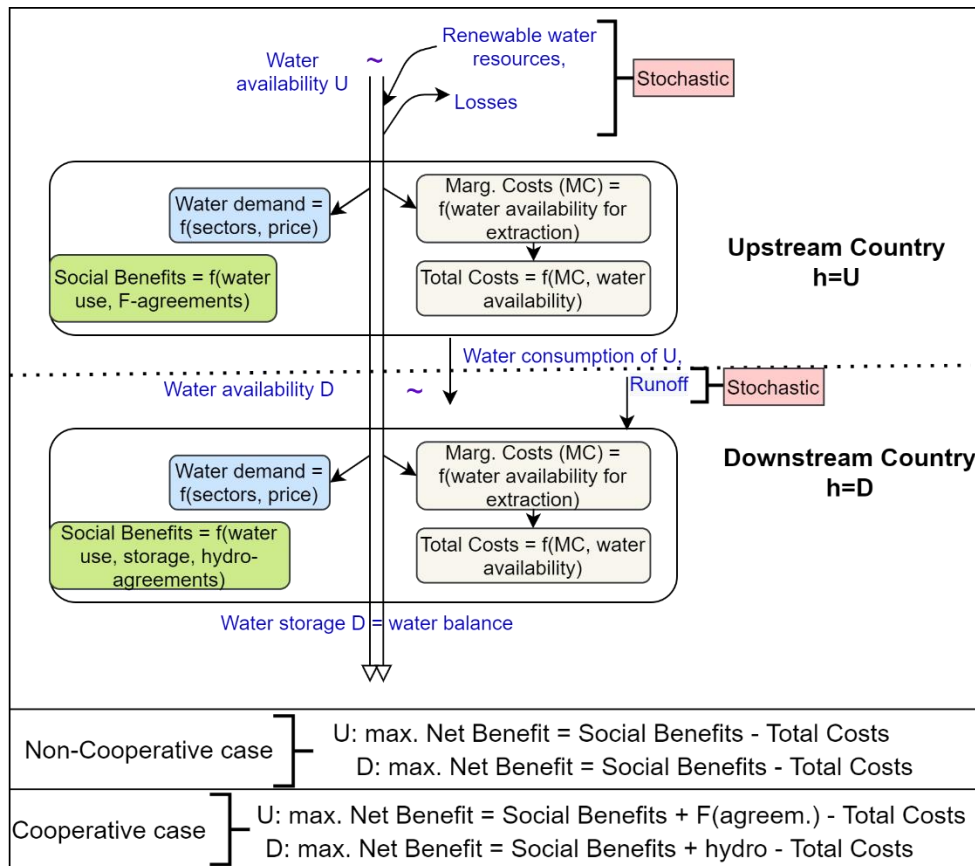 Water
availability U
~
Renewable water
resources,
Losses
Stochastic
Water demand =
f(sectors, price)
Marg. Costs (MC) =
f(water availability for
extraction)
Social Benefits = f(water
use, F-agreements)
Total Costs = f(MC, water
availability)
Upstream Country
h=U
Water consumption of U,
Water availability D
~
Runoff
Stochastic
Water demand =
f(sectors, price)
Marg. Costs (MC) =
f(water availability for
extraction)
Social Benefits = f(water
use, storage, hydro-
agreements)
Total Costs = f(MC, water
availability)
Downstream Country
h=D
Water storage D = water balance
Non-Cooperative case
U: max. Net Benefit = Social Benefits - Total Costs
D: max. Net Benefit = Social Benefits - Total Costs
Cooperative case
U: max. Net Benefit = Social Benefits + F(agreem.) - Total Costs
D: max. Net Benefit = Social Benefits + hydro - Total Costs